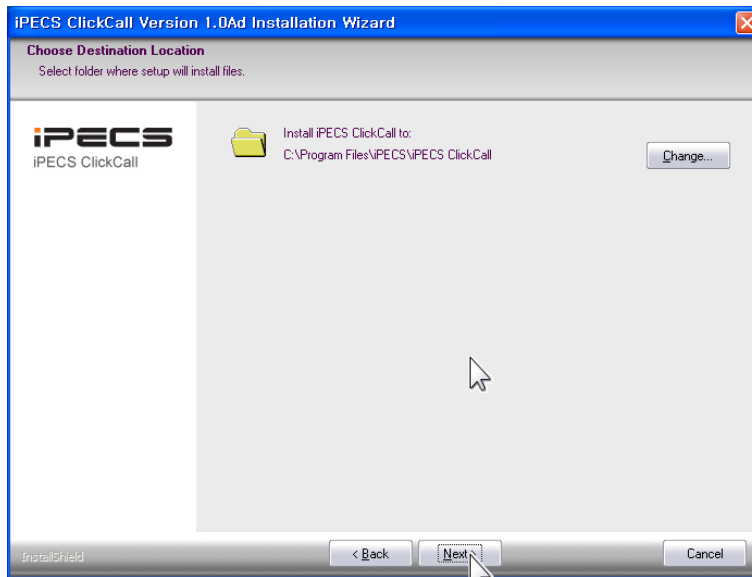 iPECS ClickCall Version 1.0Ad Installation Wizard
Choose Destination Location
Select folder where setup will install files.
iPECS
iPECS ClickCall
Install iPECS ClickCall to:
C:\Program Files\iPECS\iPECS ClickCall
Change...
InstallShield
< Back
Next >
Cancel